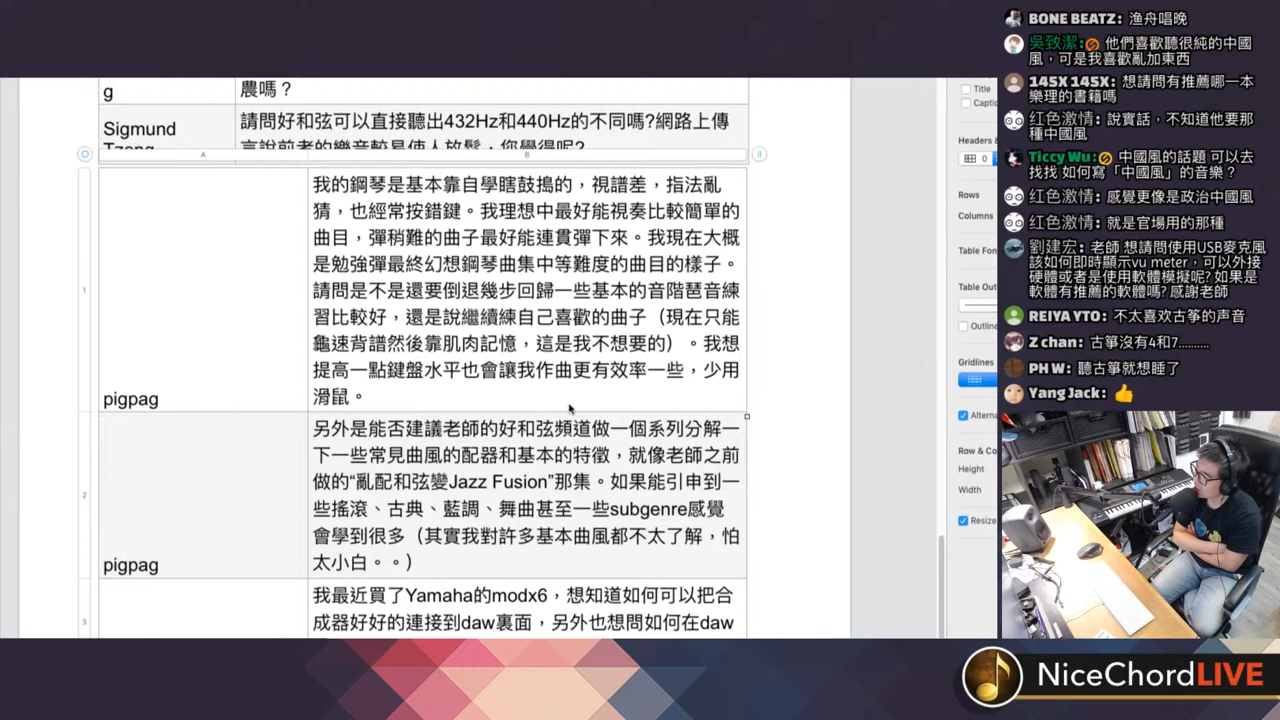 g
農嗎？
Sigmund
請問好和弦可以直接聽出432Hz和440Hz的不同嗎?網路上傳
A
B
1
我的鋼琴是基本靠自學瞎鼓搗的，視譜差，指法亂
猜，也經常按錯鍵。我理想中最好能視奏比較簡單的
曲目，彈稍難的曲子最好能連貫彈下來。我現在大概
是勉強彈最終幻想鋼琴曲集中等難度的曲目的樣子。
請問是不是還要倒退幾步回歸一些基本的音階琶音練
習比較好，還是說繼續練自己喜歡的曲子（現在只能
龜速背譜然後靠肌肉記憶，這是我不想要的）。我想
提高一點鍵盤水平也會讓我作曲更有效率一些，少用
滑鼠。
pigpag
2
另外是能否建議老師的好和弦頻道做一個系列分解一
下一些常見曲風的配器和基本的特徵，就像老師之前
做的“亂配和弦變Jazz Fusion”那集。如果能引申到一
些搖滾、古典、藍調、舞曲甚至一些subgenre感覺
會學到很多（其實我對許多基本曲風都不太了解，怕
太小白。。）
pigpag
3
我最近買了Yamaha的modx6，想知道如何可以把合
成器好好的連接到daw裏面，另外也想問如何在daw
Title
Captic
Headers &
0
Rows
Columns
Table Fon
Table Out
Outline
Gridlines
Alterna
Row & Co
Height
Width
Resize
BONE BEATZ: 漁舟唱晚
吳致潔: 他們喜歡聽很純的中國
風，可是我喜歡亂加東西
145X 145X: 想請問有推薦哪一本
樂理的書籍嗎
红色激情: 說實話，不知道他要那
種中國風
Ticcy Wu: 中國風的話題 可以去
找找 如何寫「中國風」的音樂？
红色激情: 感覺更像是政治中國風
红色激情: 就是官場用的那種
劉建宏: 老師 想請問使用USB麥克風
該如何即時顯示vu meter，可以外接
硬體或者是使用軟體模擬呢? 如果是
軟體有推薦的軟體嗎? 感謝老師
REIYA YTO: 不太喜欢古筝的声音
Z chan: 古箏沒有4和7.........
PH W: 聽古箏就想睡了
Yang Jack: 👍
NiceChordLIVE